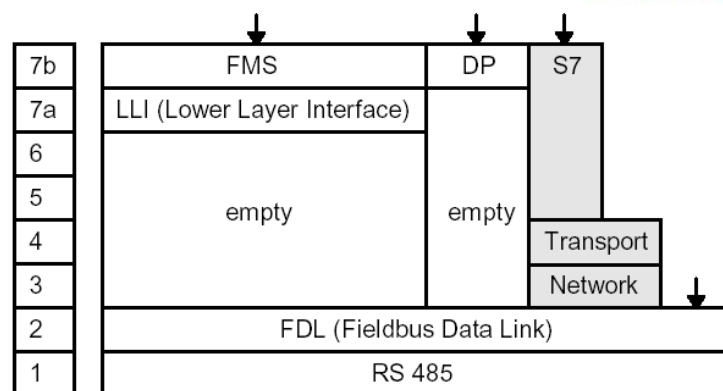 7b FMS DP S7
7a LLI (Lower Layer Interface)
6
5 empty empty
4 Transport
3 Network
2 FDL (Fieldbus Data Link)
1 RS 485